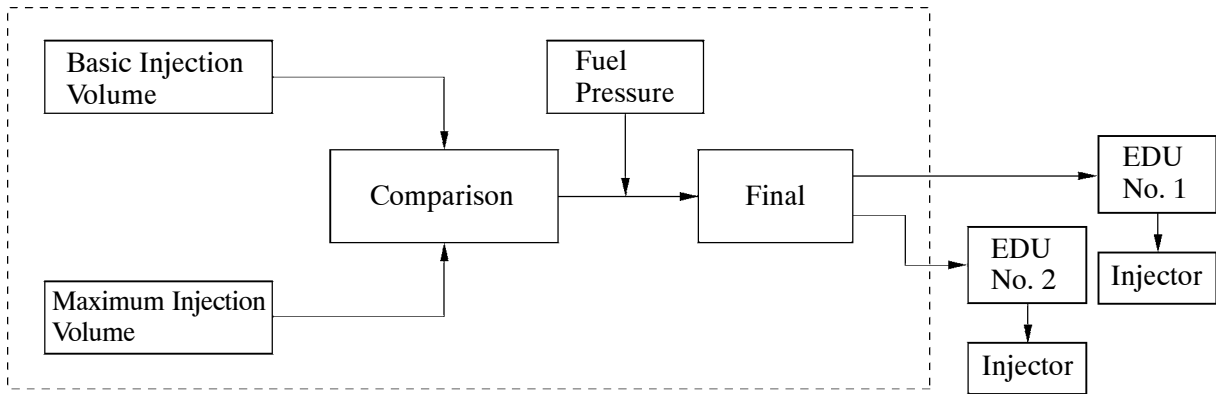 Basic Injection
Volume
Fuel
Pressure
Comparison
Final
EDU
No. 1
Injector
EDU
No. 2
Injector
Maximum Injection
Volume